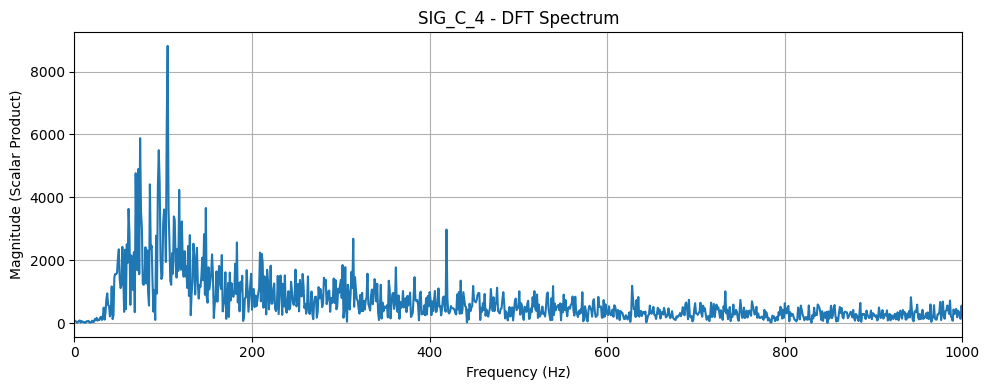 SIG_C_4 - DFT Spectrum
Magnitude (Scalar Product)
8000
6000
4000
2000
0
0 200 400 600 800 1000
Frequency (Hz)